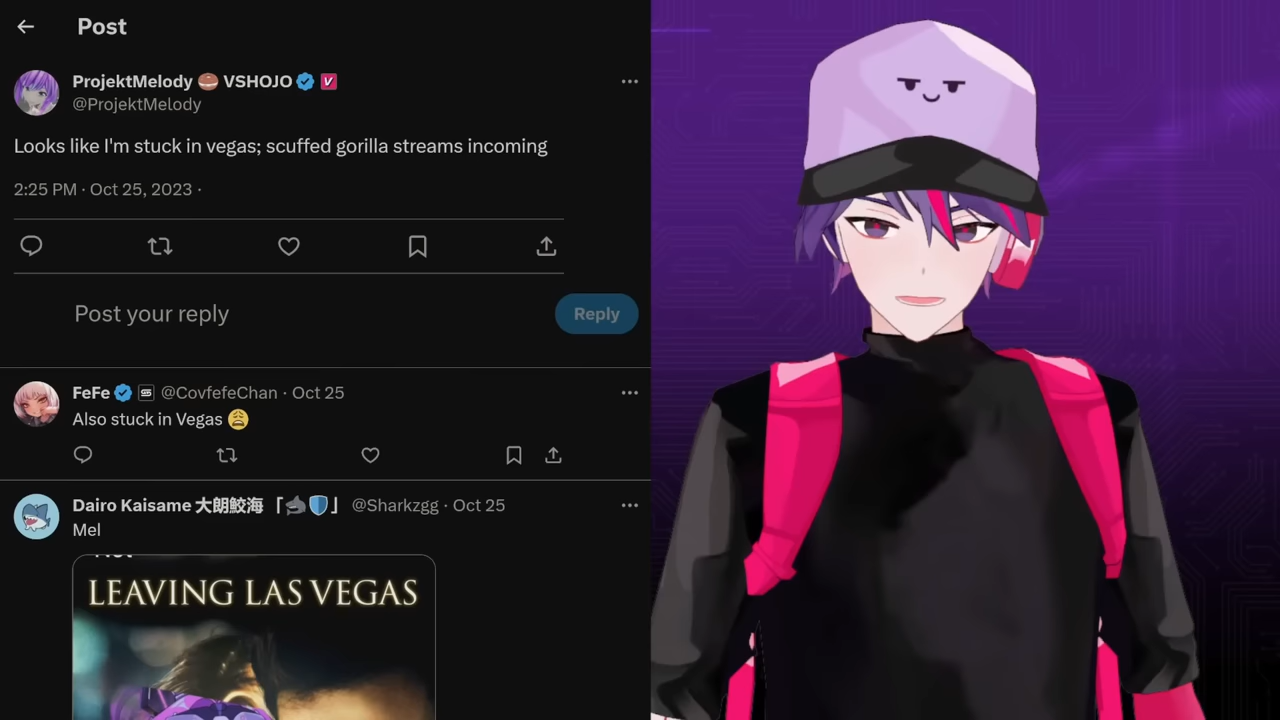 Post
ProjektMelody VSHOJO
@ProjektMelody
Looks like I'm stuck in vegas; scuffed gorilla streams incoming
2:25 PM · Oct 25, 2023 ·
Post your reply
Reply
FeFe @CovfefeChan · Oct 25
Also stuck in Vegas 😩
Dairo Kaisame 大朗鮫海 「🦈🛡️」 @Sharkzgg · Oct 25
Mel
LEAVING LAS VEGAS